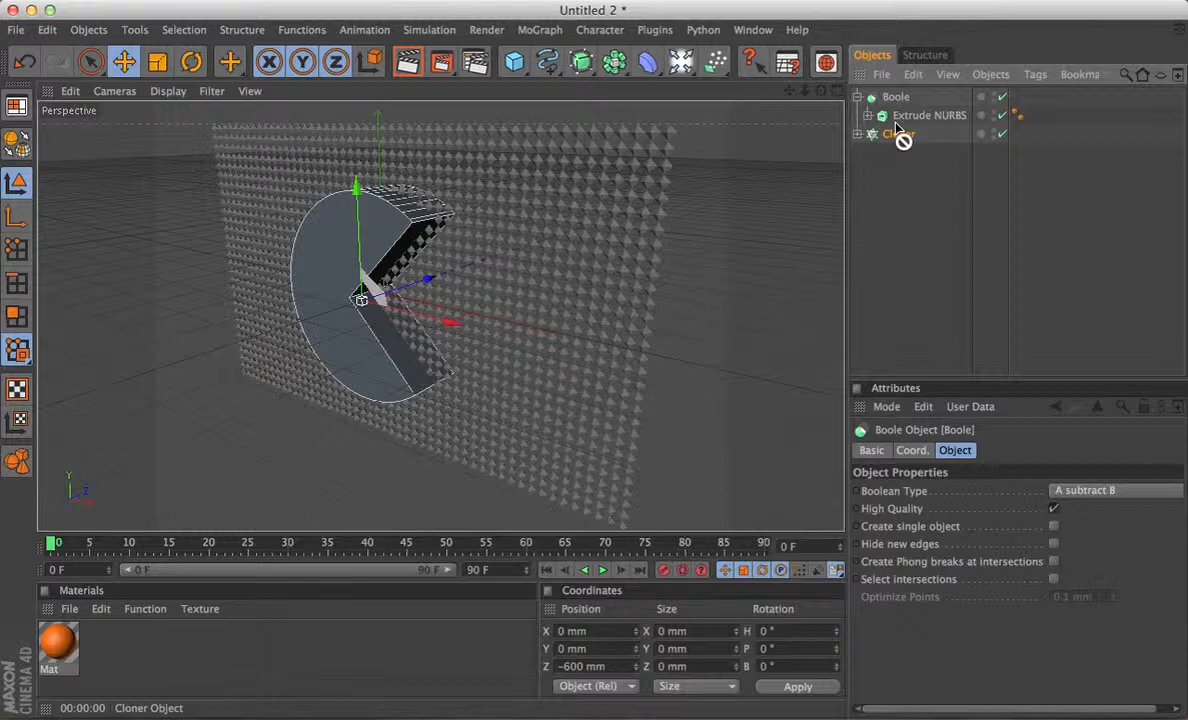 Untitled 2 *
File Edit Objects Tools Selection Structure Functions Animation Simulation Render MoGraph Character Plugins Python Window Help
X Y Z
Objects Structure
File Edit View Objects Tags Bookma
Edit Cameras Display Filter View
Perspective
Boole
Extrude NURBS
Y
Z
Attributes
Mode Edit User Data
Boole Object [Boole]
Basic Coord. Object
Object Properties
Boolean Type A subtract B
High Quality
Create single object
Hide new edges
Create Phong breaks at intersections
Select intersections
Optimize Points 0.1 mm
0 5 10 15 20 25 30 35 40 45 50 55 60 65 70 75 80 85 90 0 F
0 F 0 F 90 F 90 F
Materials
File Edit Function Texture
Mat
Coordinates
Position Size Rotation
X 0 mm X 0 mm H 0 °
Y 0 mm Y 0 mm P 0 °
Z -600 mm Z 0 mm B 0 °
Object (Rel) Size Apply
MAXON
CINEMA 4D
00:00:00 Cloner Object